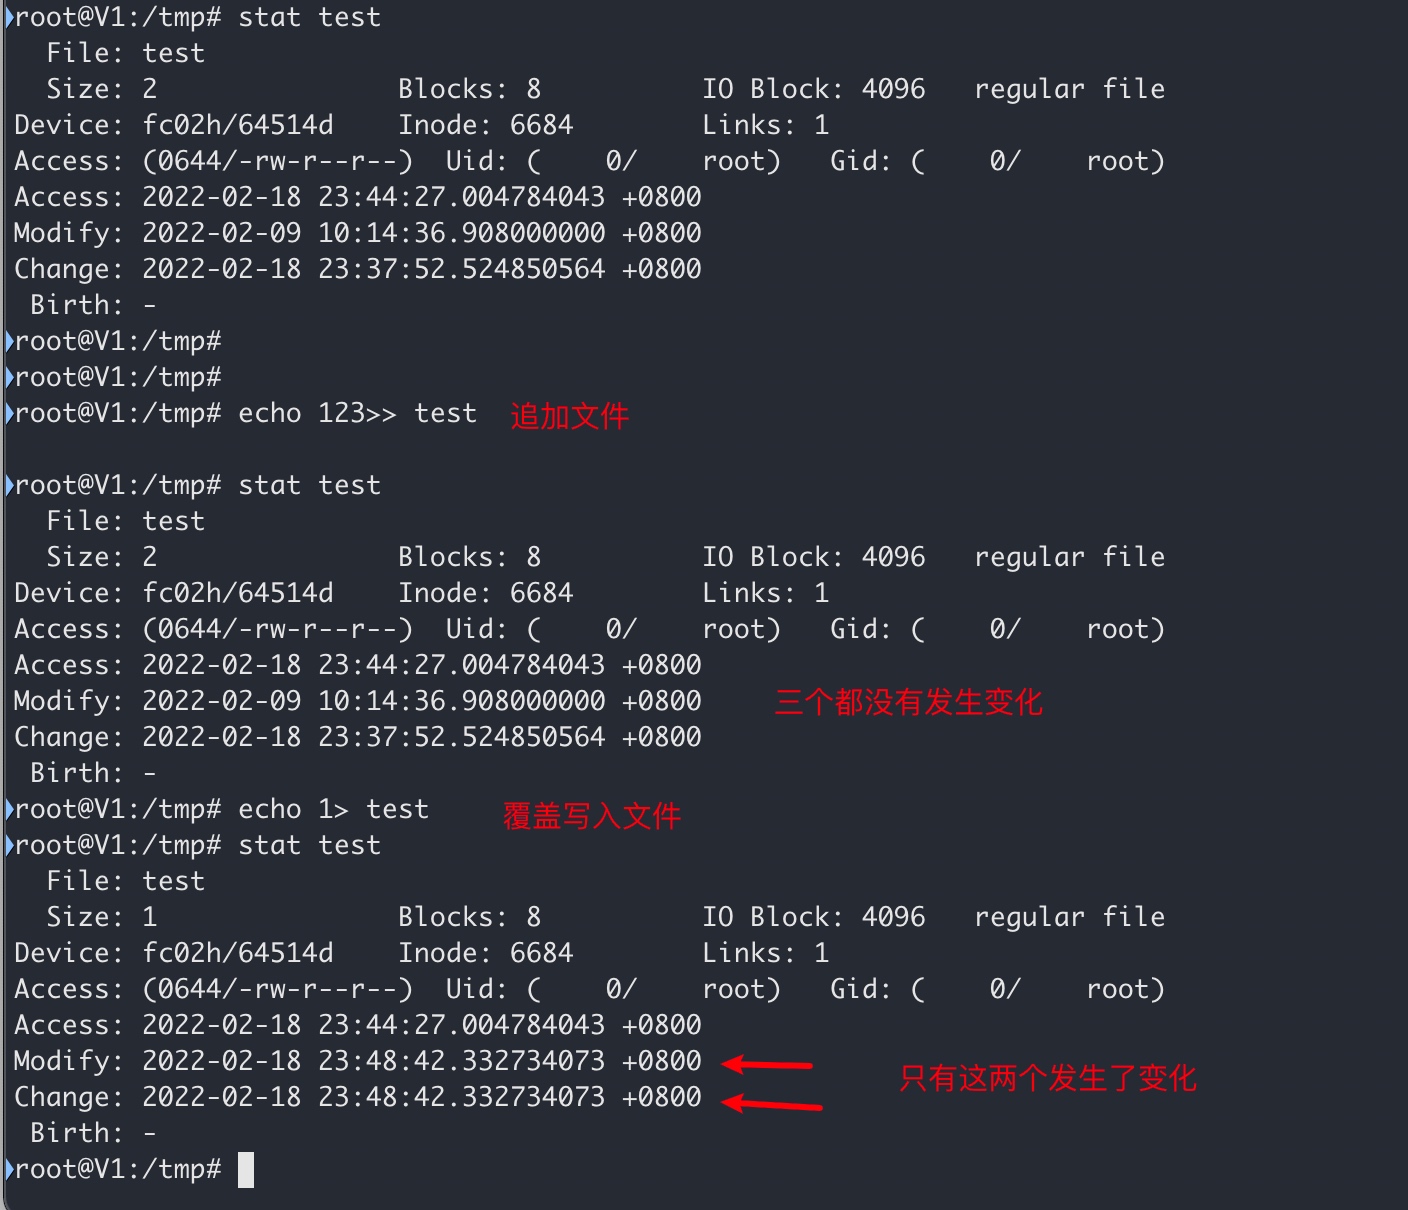 root@V1:/tmp# stat test
File: test
Size: 2 Blocks: 8 IO Block: 4096 regular file
Device: fc02h/64514d Inode: 6684 Links: 1
Access: (0644/-rw-r--r--) Uid: ( 0/ root) Gid: ( 0/ root)
Access: 2022-02-18 23:44:27.004784043 +0800
Modify: 2022-02-09 10:14:36.908000000 +0800
Change: 2022-02-18 23:37:52.524850564 +0800
Birth: -
root@V1:/tmp#
root@V1:/tmp#
root@V1:/tmp# echo 123>> test 追加文件
root@V1:/tmp# stat test
File: test
Size: 2 Blocks: 8 IO Block: 4096 regular file
Device: fc02h/64514d Inode: 6684 Links: 1
Access: (0644/-rw-r--r--) Uid: ( 0/ root) Gid: ( 0/ root)
Access: 2022-02-18 23:44:27.004784043 +0800
Modify: 2022-02-09 10:14:36.908000000 +0800 三个都没有发生变化
Change: 2022-02-18 23:37:52.524850564 +0800
Birth: -
root@V1:/tmp# echo 1> test 覆盖写入文件
root@V1:/tmp# stat test
File: test
Size: 1 Blocks: 8 IO Block: 4096 regular file
Device: fc02h/64514d Inode: 6684 Links: 1
Access: (0644/-rw-r--r--) Uid: ( 0/ root) Gid: ( 0/ root)
Access: 2022-02-18 23:44:27.004784043 +0800
Modify: 2022-02-18 23:48:42.332734073 +0800 只有这两个发生了变化
Change: 2022-02-18 23:48:42.332734073 +0800
Birth: -
root@V1:/tmp#